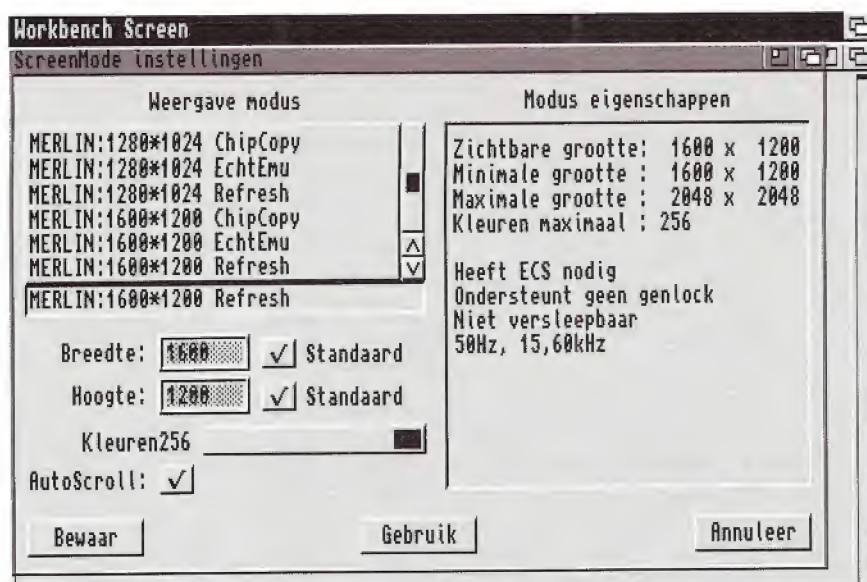 Workbench Screen
ScreenMode instellingen
Weergave modus
MERLIN:1280*1024 ChipCopy
MERLIN:1280*1024 EchtEmu
MERLIN:1280*1024 Refresh
MERLIN:1600*1200 ChipCopy
MERLIN:1600*1200 EchtEmu
MERLIN:1600*1200 Refresh
MERLIN:1600*1200 Refresh
Breedte: 1600 √ Standaard
Hoogte: 1200 √ Standaard
Kleuren256
AutoScroll: √
Modus eigenschappen
Zichtbare grootte: 1600 x 1200
Minimale grootte : 1600 x 1200
Maximale grootte : 2048 x 2048
Kleuren maximaal : 256
Heeft ECS nodig
Ondersteunt geen genlock
Niet versleepbaar
50Hz, 15,60kHz
Bewaar
Gebruik
Annuleer